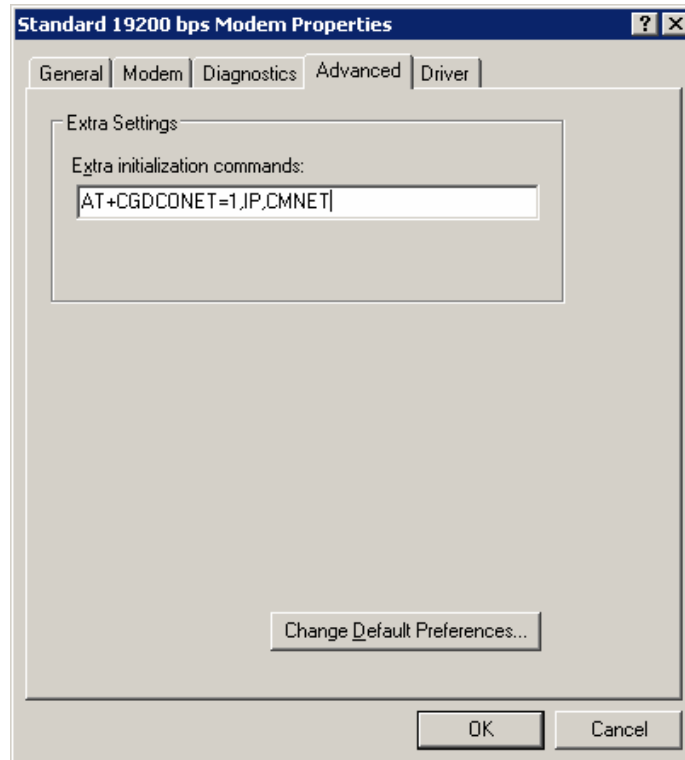 Standard 19200 bps Modem Properties
General Modem Diagnostics Advanced Driver
Extra Settings
Extra initialization commands:
AT+CGDCONET=1,IP,CMNET
Change Default Preferences...
OK Cancel